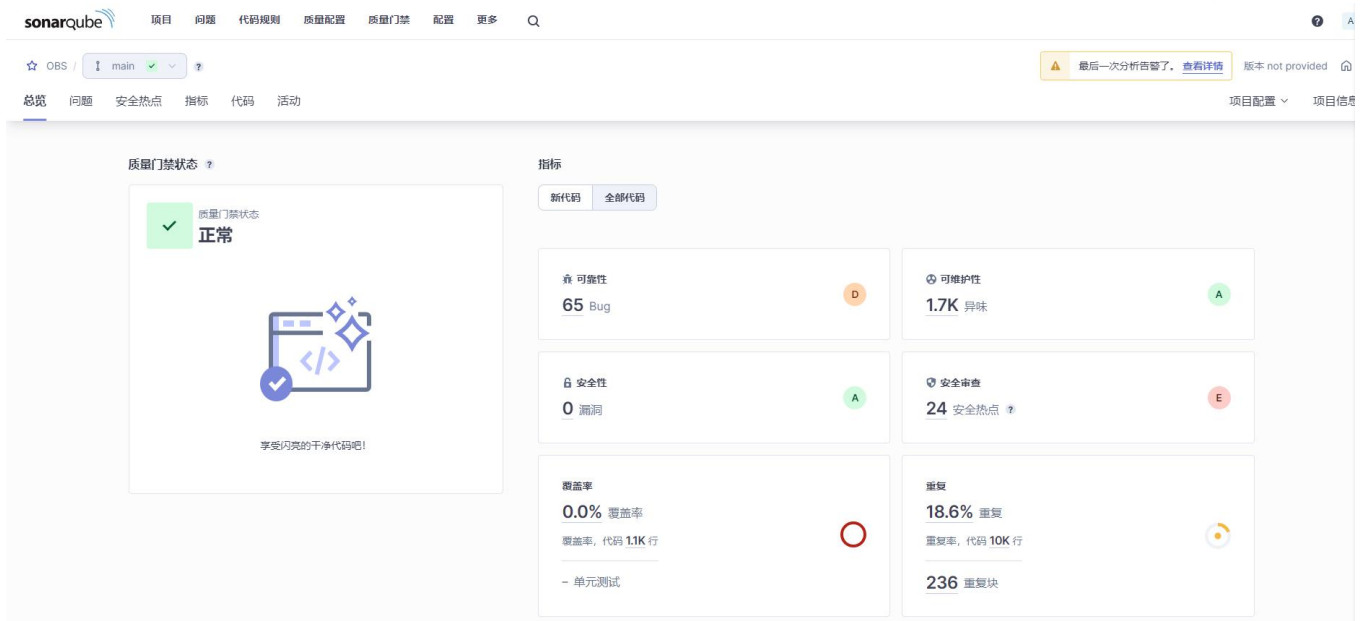 sonarqube 项目 问题 代码规则 质量配置 质量门禁 配置 更多
OBS / main
最后一次分析告警了。 查看详情 版本 not provided
总览 问题 安全热点 指标 代码 活动 项目配置 项目信息
质量门禁状态 ?
质量门禁状态
正常
享受闪亮的干净代码吧!
指标
新代码 全部代码
可靠性
65 Bug
D
可维护性
1.7K 异味
A
安全性
0 漏洞
A
安全审查
24 安全热点 ?
E
覆盖率
0.0% 覆盖率
覆盖率,代码 1.1K 行
– 单元测试
重复
18.6% 重复
重复率,代码 10K 行
236 重复块